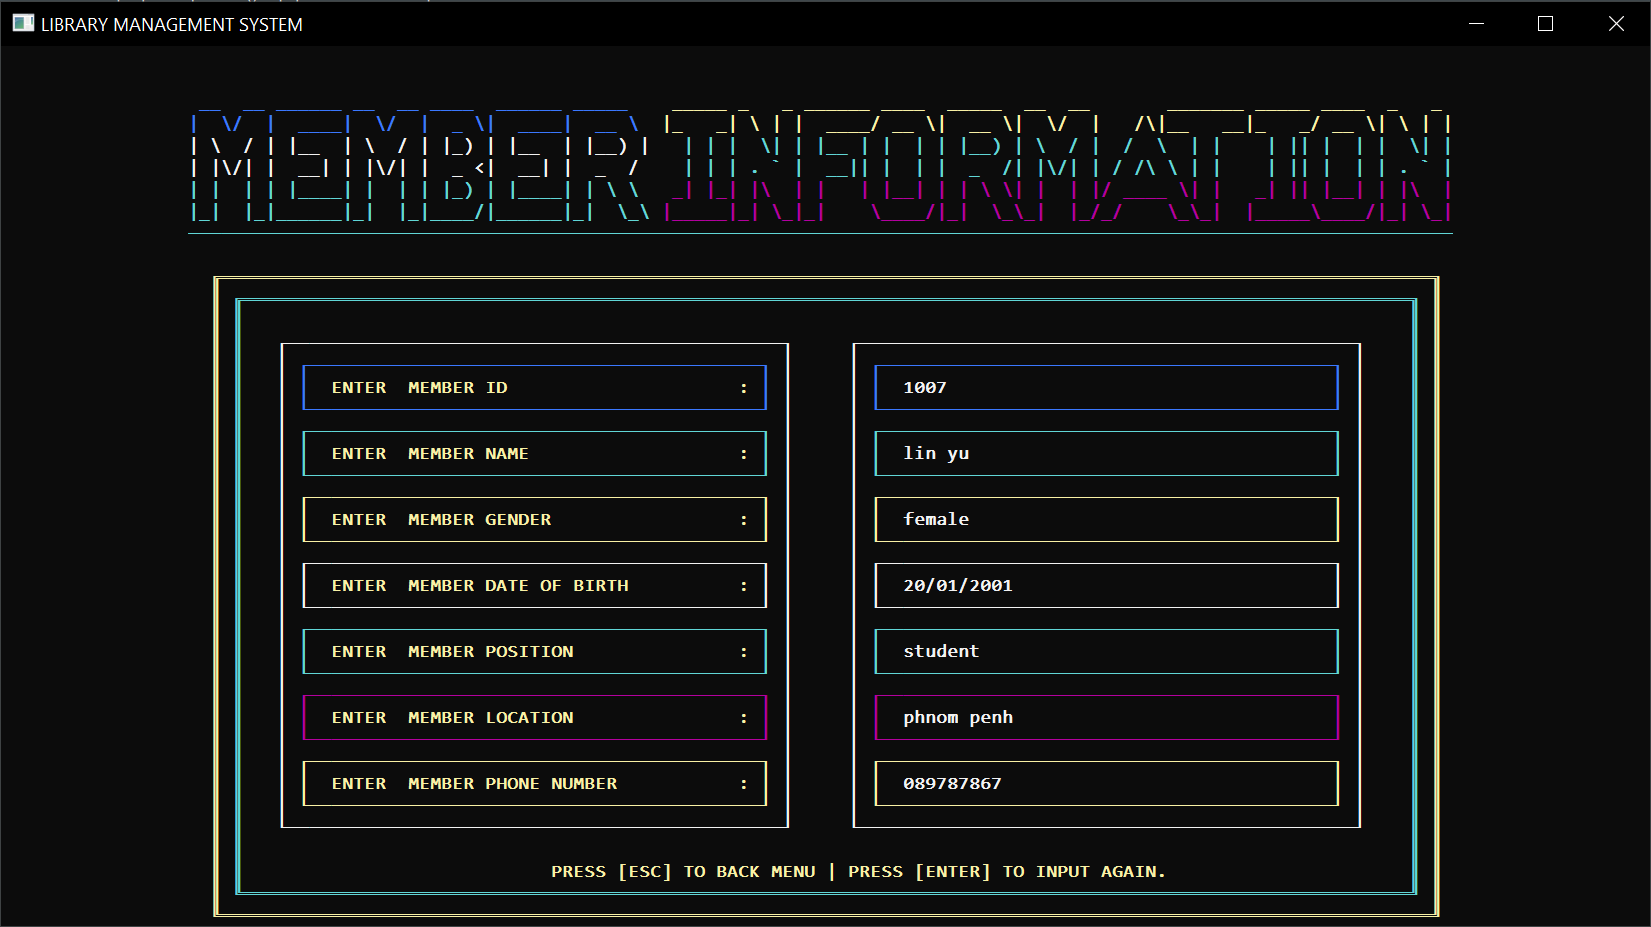 LIBRARY MANAGEMENT SYSTEM
MEMBER INFORMATION
ENTER  MEMBER ID : 1007
ENTER  MEMBER NAME : lin yu
ENTER  MEMBER GENDER : female
ENTER  MEMBER DATE OF BIRTH : 20/01/2001
ENTER  MEMBER POSITION : student
ENTER  MEMBER LOCATION : phnom penh
ENTER  MEMBER PHONE NUMBER : 089787867
PRESS [ESC] TO BACK MENU | PRESS [ENTER] TO INPUT AGAIN.